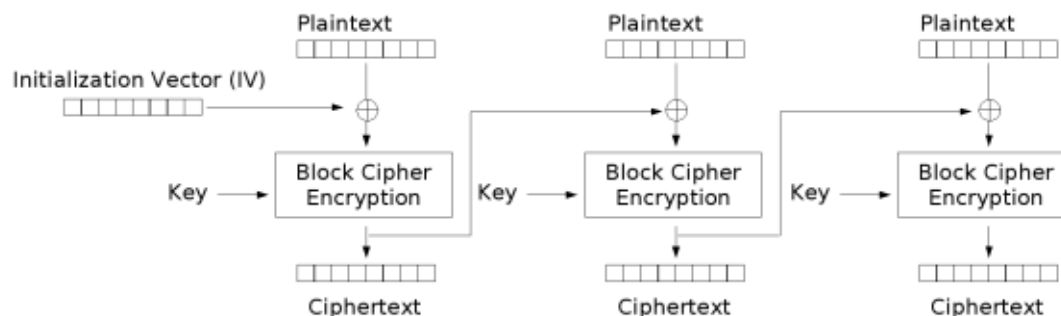 Plaintext
Plaintext
Plaintext
Initialization Vector (IV)
Key
Block Cipher
Encryption
Key
Block Cipher
Encryption
Key
Block Cipher
Encryption
Ciphertext
Ciphertext
Ciphertext